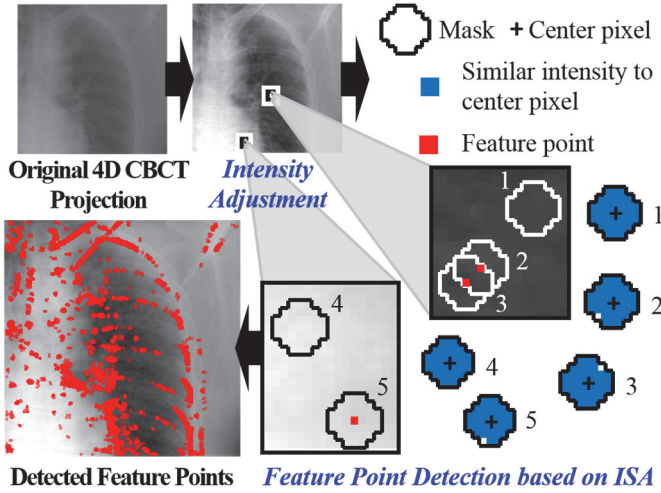 Mask + Center pixel
Similar intensity to
center pixel
Feature point
Original 4D CBCT
Projection
Intensity
Adjustment
1
2
3
4
5
1
2
3
4
5
Detected Feature Points
Feature Point Detection based on ISA